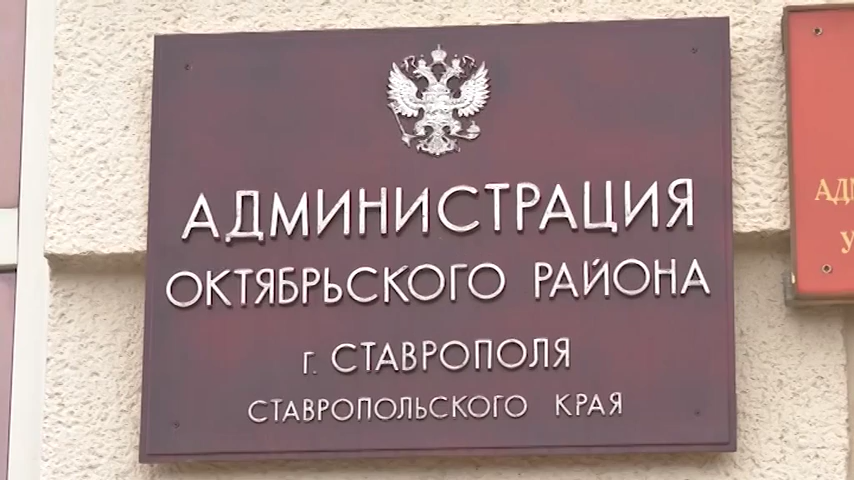 АДМИНИСТРАЦИЯ
ОКТЯБРЬСКОГО РАЙОНА
г. СТАВРОПОЛЯ
СТАВРОПОЛЬСКОГО КРАЯ